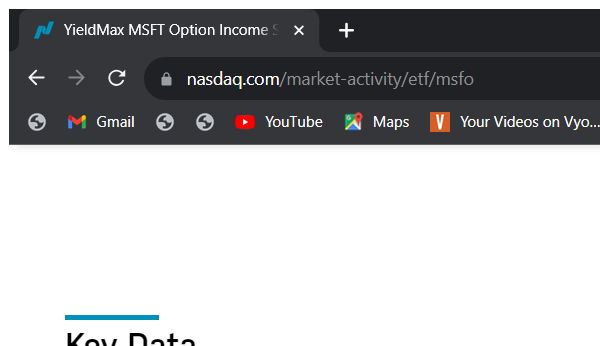 YieldMax MSFT Option Income S
nasdaq.com/market-activity/etf/msfo
Gmail YouTube Maps Your Videos on Vyo...
Key Data